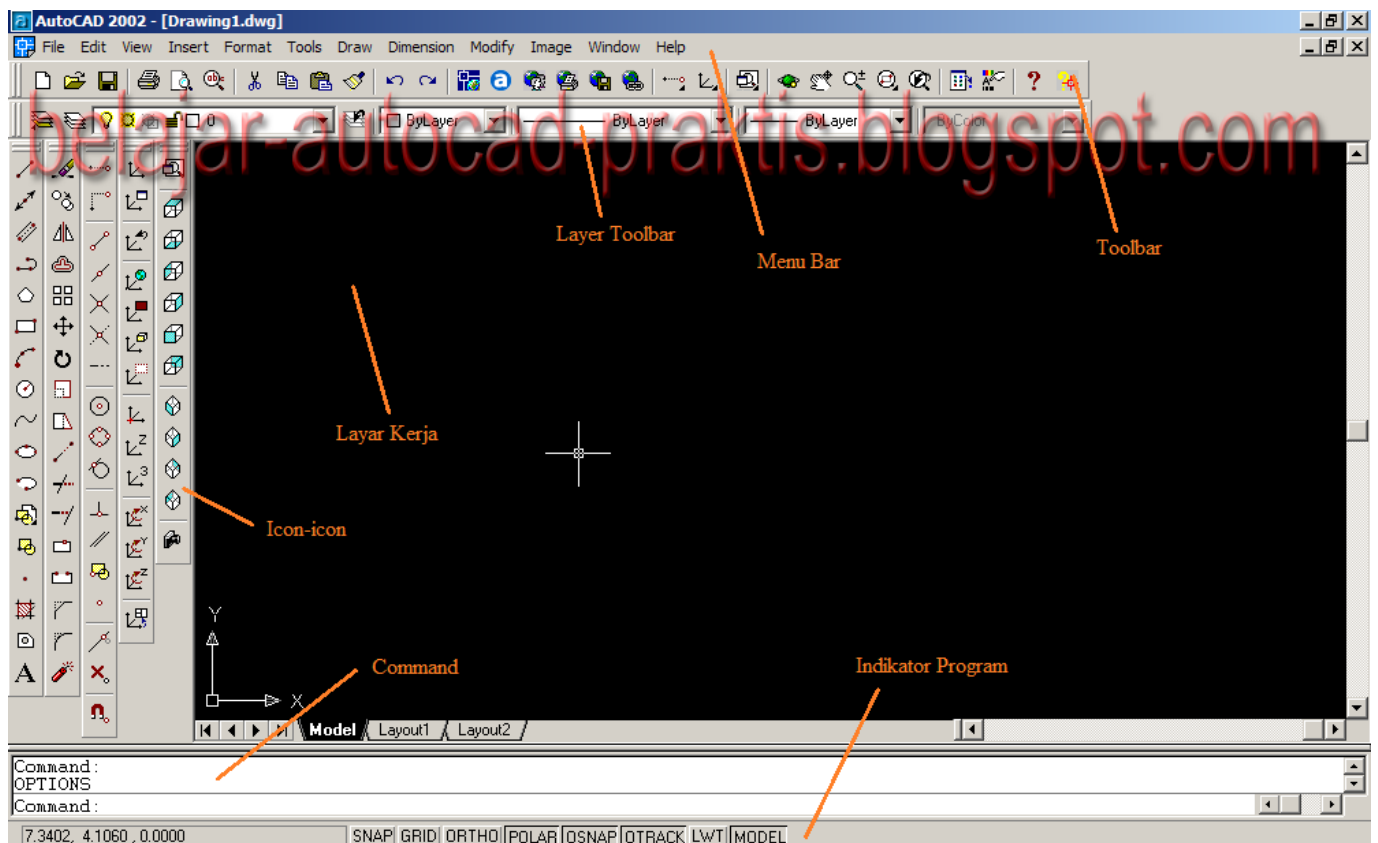 AutoCAD 2002 - [Drawing1.dwg]
File Edit View Insert Format Tools Draw Dimension Modify Image Window Help
0 ByLayer ByLayer ByLayer ByColor
belajar-autocad-praktis.blogspot.com
Layer Toolbar
Menu Bar
Toolbar
Layar Kerja
Icon-icon
Command
Indikator Program
Y
X
Model Layout1 Layout2
Command:
OPTIONS
Command:
7.3402, 4.1060 , 0.0000 SNAP GRID ORTHO POLAR OSNAP OTRACK LWT MODEL